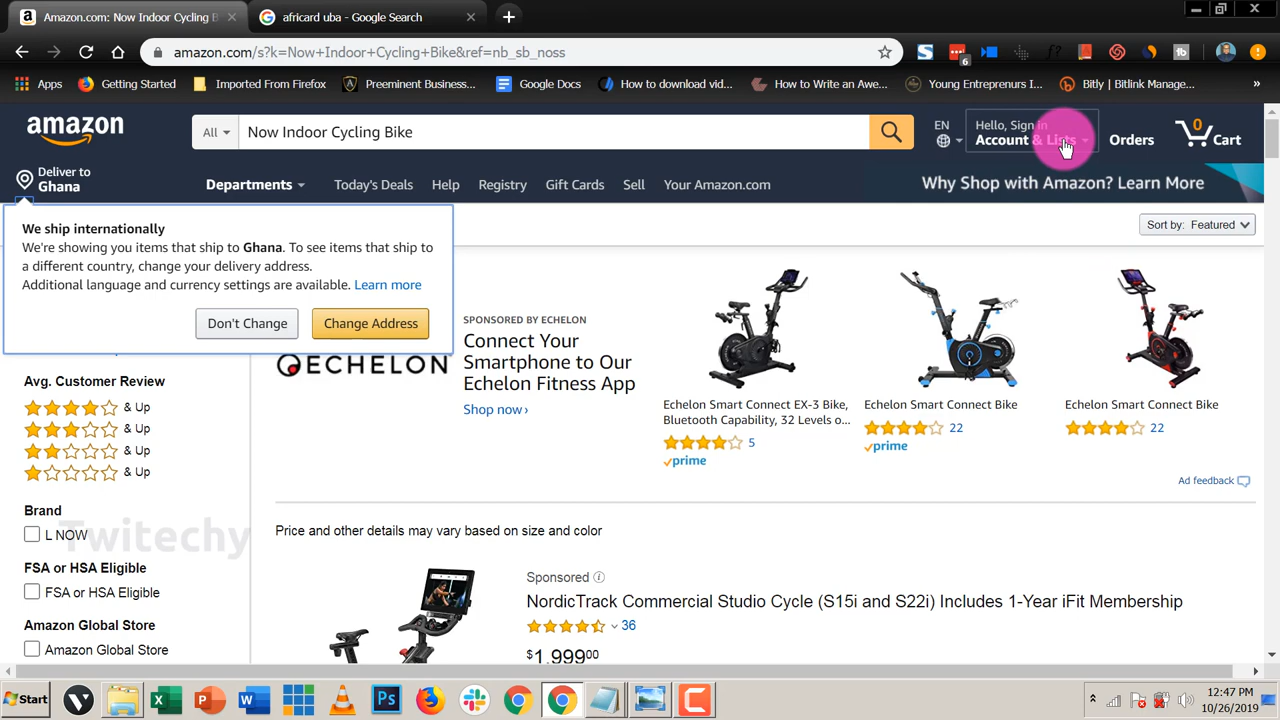 Amazon.com: Now Indoor Cycling B
africard uba - Google Search
amazon.com/s?k=Now+Indoor+Cycling+Bike&ref=nb_sb_noss
6
Apps
Getting Started
Imported From Firefox
Preeminent Business...
Google Docs
How to download vid...
How to Write an Awe...
Young Entreprenurs I...
Bitly | Bitlink Manage...
»
amazon
All
Now Indoor Cycling Bike
EN
Hello, Sign in
Account & Lists
Orders
0
Cart
Deliver to
Ghana
Departments
Today's Deals
Help
Registry
Gift Cards
Sell
Your Amazon.com
Why Shop with Amazon? Learn More
We ship internationally
We're showing you items that ship to Ghana. To see items that ship to
a different country, change your delivery address.
Additional language and currency settings are available. Learn more
Don't Change
Change Address
Sort by: Featured
Avg. Customer Review
& Up
& Up
& Up
& Up
Brand
L NOW
Twitechy
FSA or HSA Eligible
FSA or HSA Eligible
Amazon Global Store
Amazon Global Store
ECHELON
SPONSORED BY ECHELON
Connect Your
Smartphone to Our
Echelon Fitness App
Shop now ›
Echelon Smart Connect EX-3 Bike,
Bluetooth Capability, 32 Levels o...
5
prime
Echelon Smart Connect Bike
22
prime
Echelon Smart Connect Bike
22
Ad feedback
Price and other details may vary based on size and color
Sponsored
NordicTrack Commercial Studio Cycle (S15i and S22i) Includes 1-Year iFit Membership
36
$1,99900
Start
12:47 PM
10/26/2019